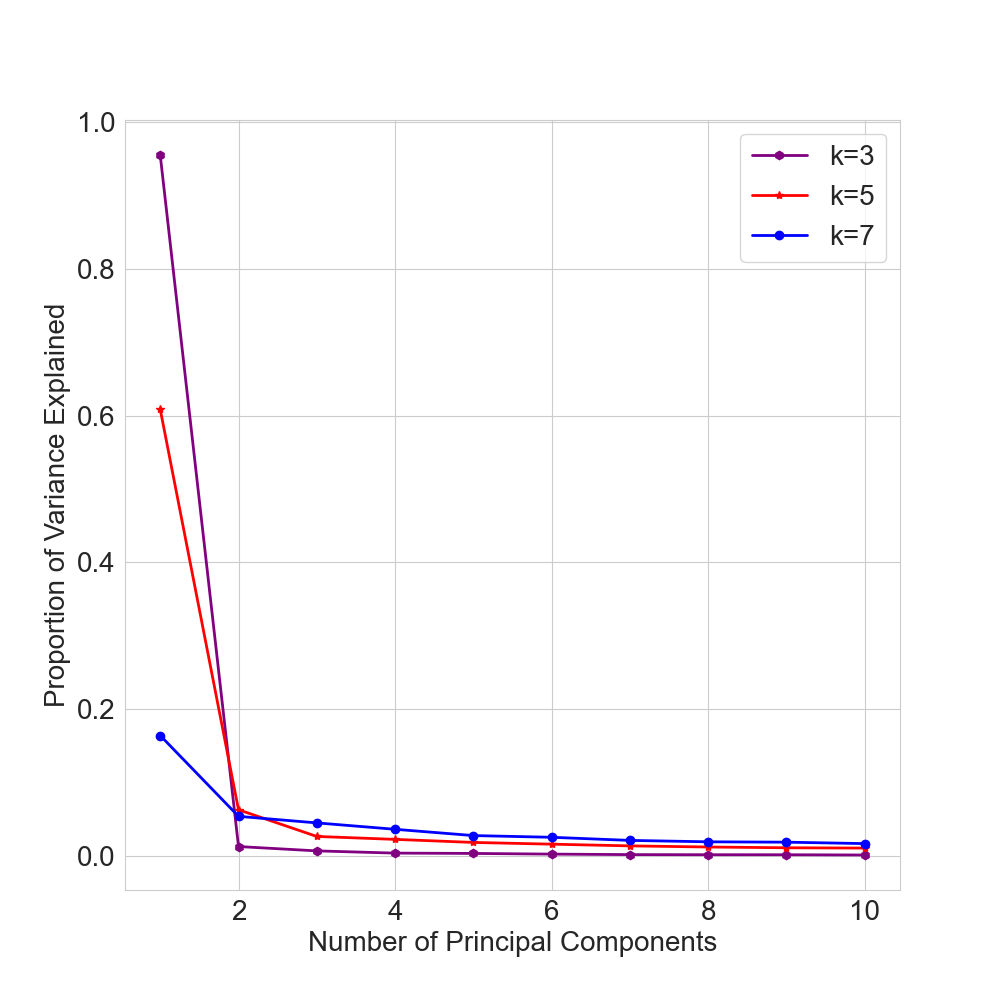 1.0
0.8
0.6
0.4
0.2
0.0
Proportion of Variance Explained
k=3
k=5
k=7
2 4 6 8 10
Number of Principal Components